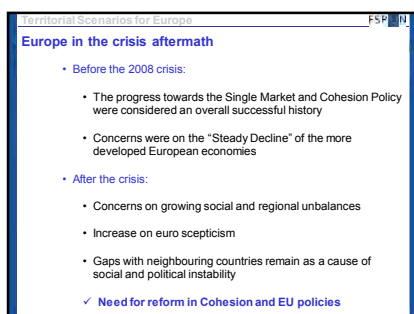 Territorial Scenarios for Europe
Europe in the crisis aftermath
• Before the 2008 crisis:
• The progress towards the Single Market and Cohesion Policy
were considered an overall successful history
• Concerns were on the “Steady Decline” of the more
developed European economies
• After the crisis:
• Concerns on growing social and regional unbalances
• Increase on euro scepticism
• Gaps with neighbouring countries remain as a cause of
social and political instability
✓ Need for reform in Cohesion and EU policies